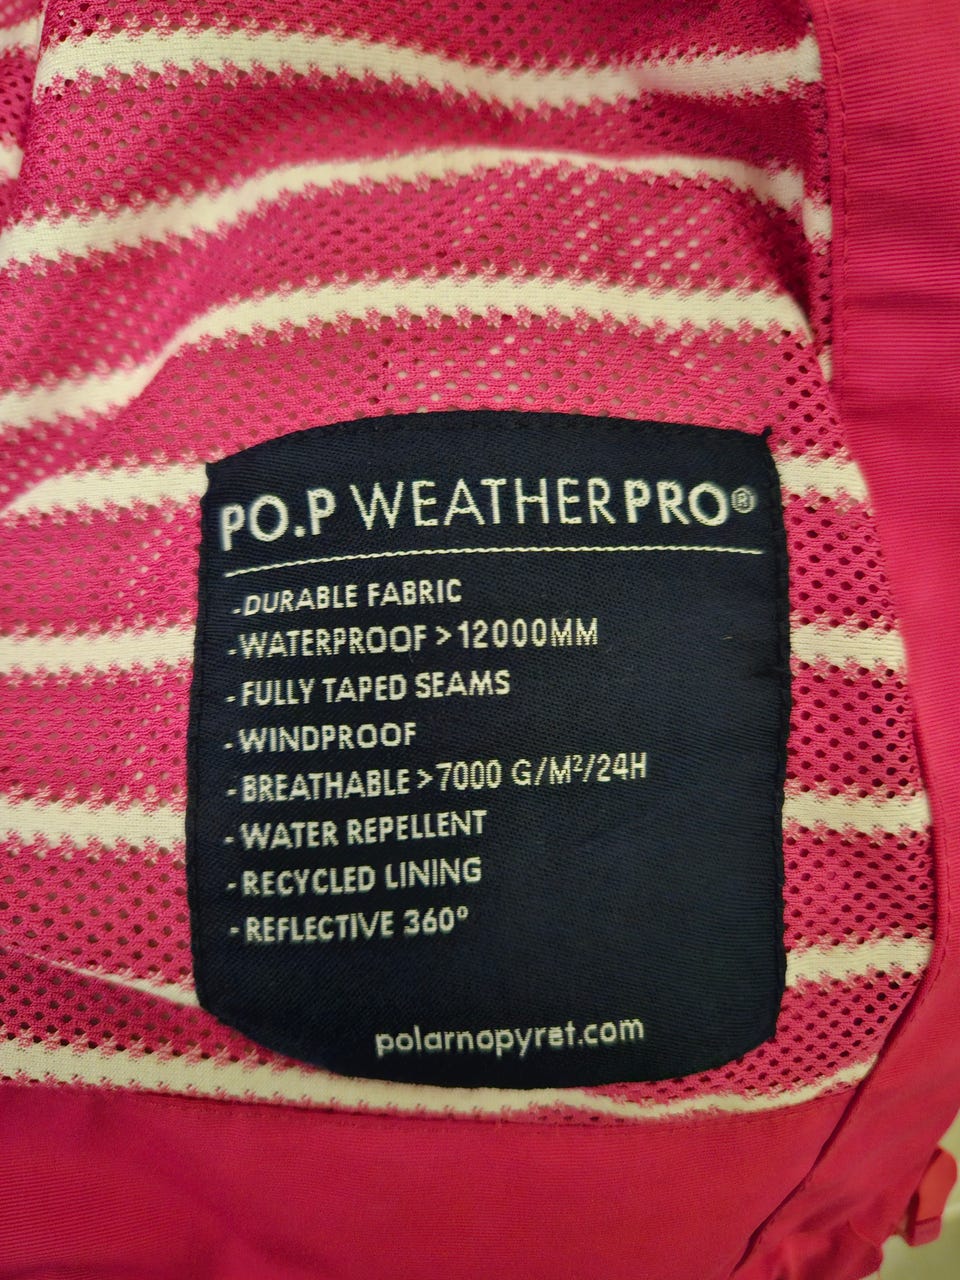 PO.P WEATHERPRO®
-DURABLE FABRIC
-WATERPROOF >12000MM
-FULLY TAPED SEAMS
-WINDPROOF
-BREATHABLE >7000 G/M²/24H
-WATER REPELLENT
-RECYCLED LINING
-REFLECTIVE 360°
polarnopyret.com